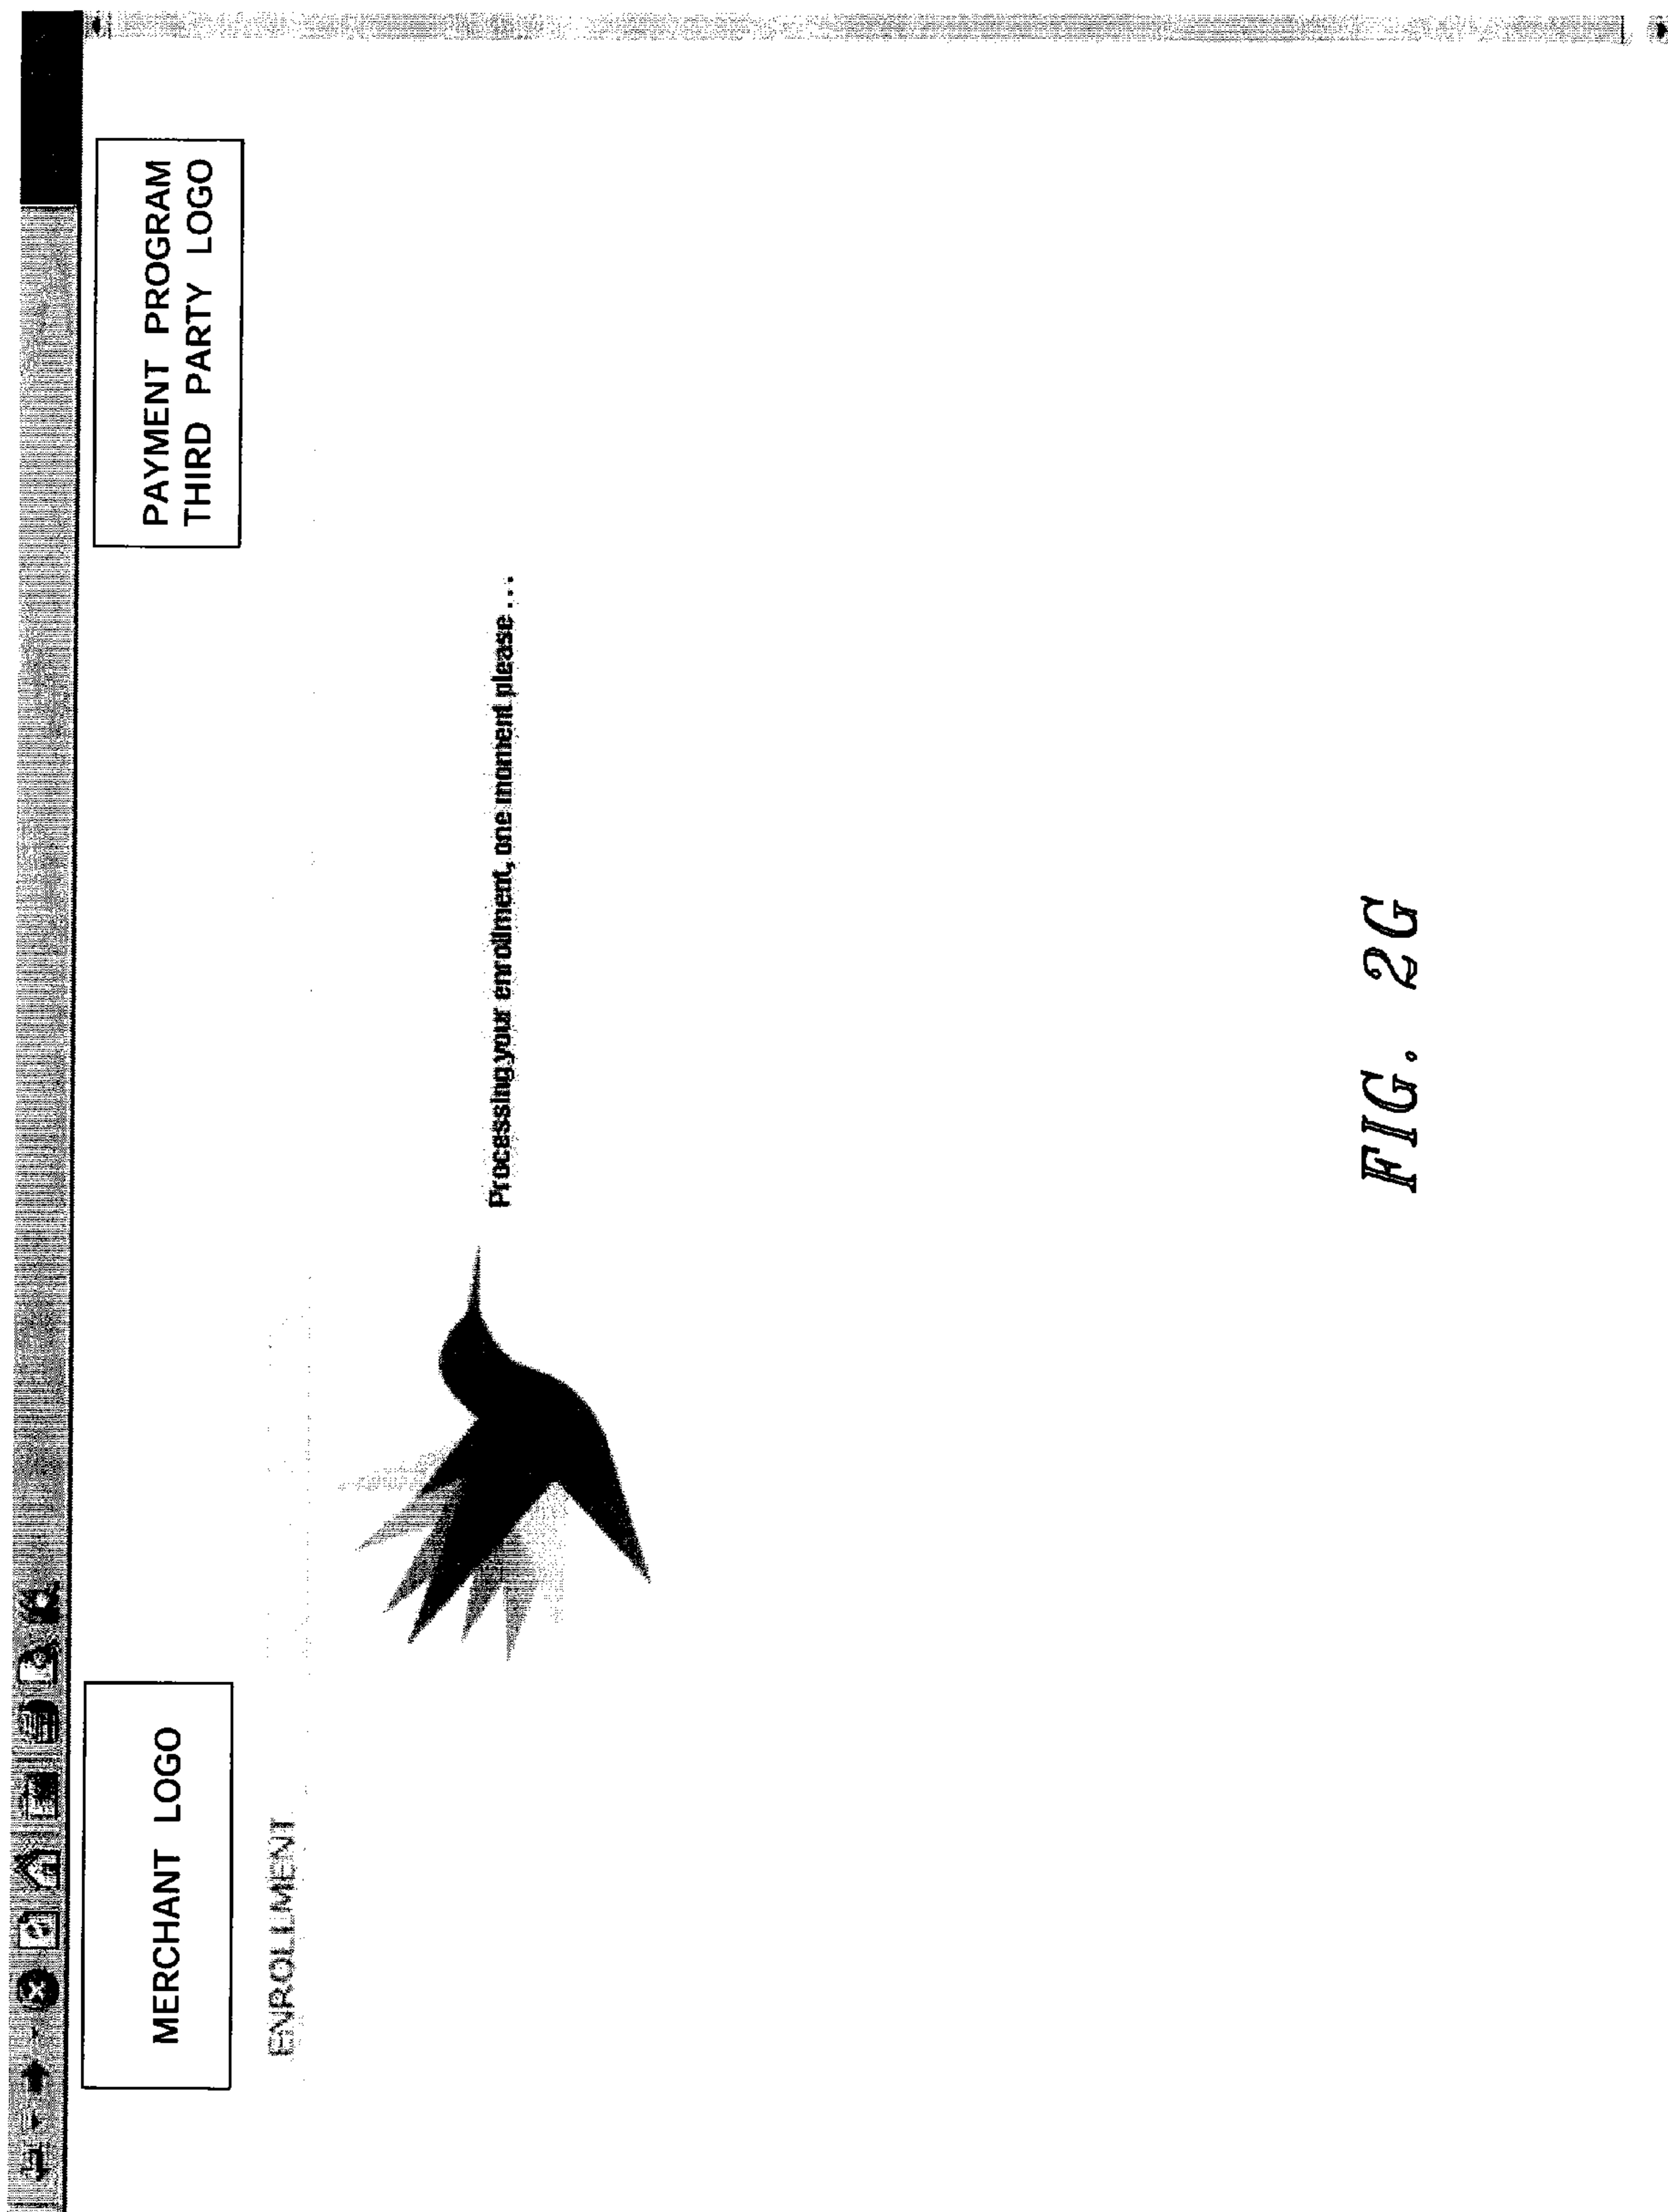 MERCHANT LOGO
PAYMENT PROGRAM
THIRD PARTY LOGO
ENROLLMENT
Processing your enrollment, one moment please...
FIG. 2G